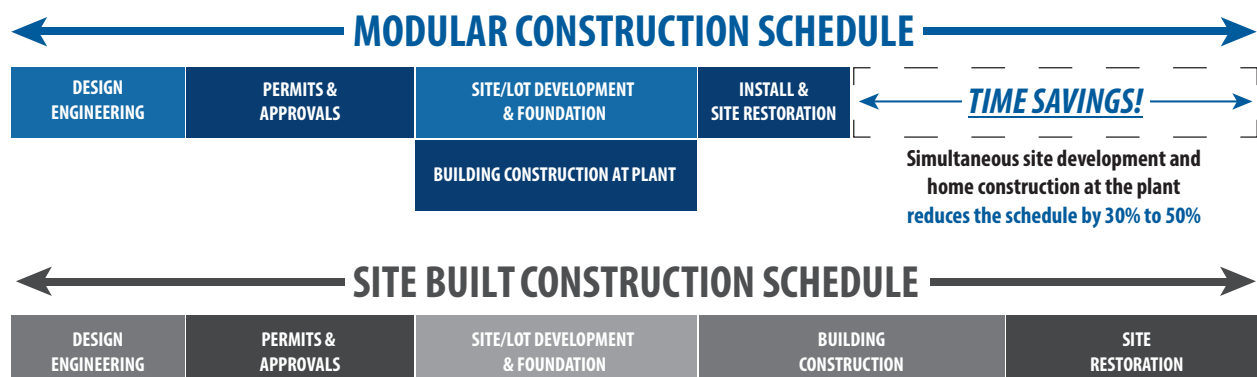 MODULAR CONSTRUCTION SCHEDULE
DESIGN
ENGINEERING
PERMITS &
APPROVALS
SITE/LOT DEVELOPMENT
& FOUNDATION
INSTALL &
SITE RESTORATION
TIME SAVINGS!
BUILDING CONSTRUCTION AT PLANT
Simultaneous site development and
home construction at the plant
reduces the schedule by 30% to 50%
SITE BUILT CONSTRUCTION SCHEDULE
DESIGN
ENGINEERING
PERMITS &
APPROVALS
SITE/LOT DEVELOPMENT
& FOUNDATION
BUILDING
CONSTRUCTION
SITE
RESTORATION